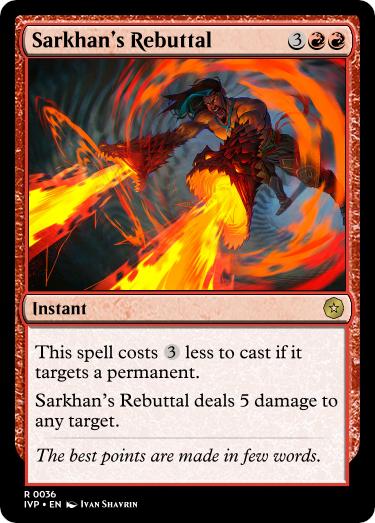 Sarkhan's Rebuttal 3
Instant
This spell costs 3 less to cast if it
targets a permanent.
Sarkhan's Rebuttal deals 5 damage to
any target.
The best points are made in few words.
R 0036
IVP • EN Ivan Shavrin